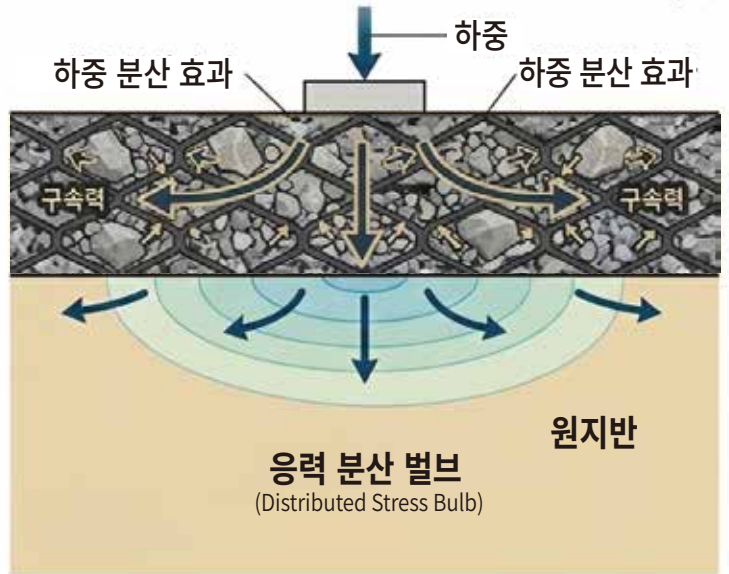 하중
하중 분산 효과
하중 분산 효과
구속력
구속력
원지반
응력 분산 벌브
(Distributed Stress Bulb)